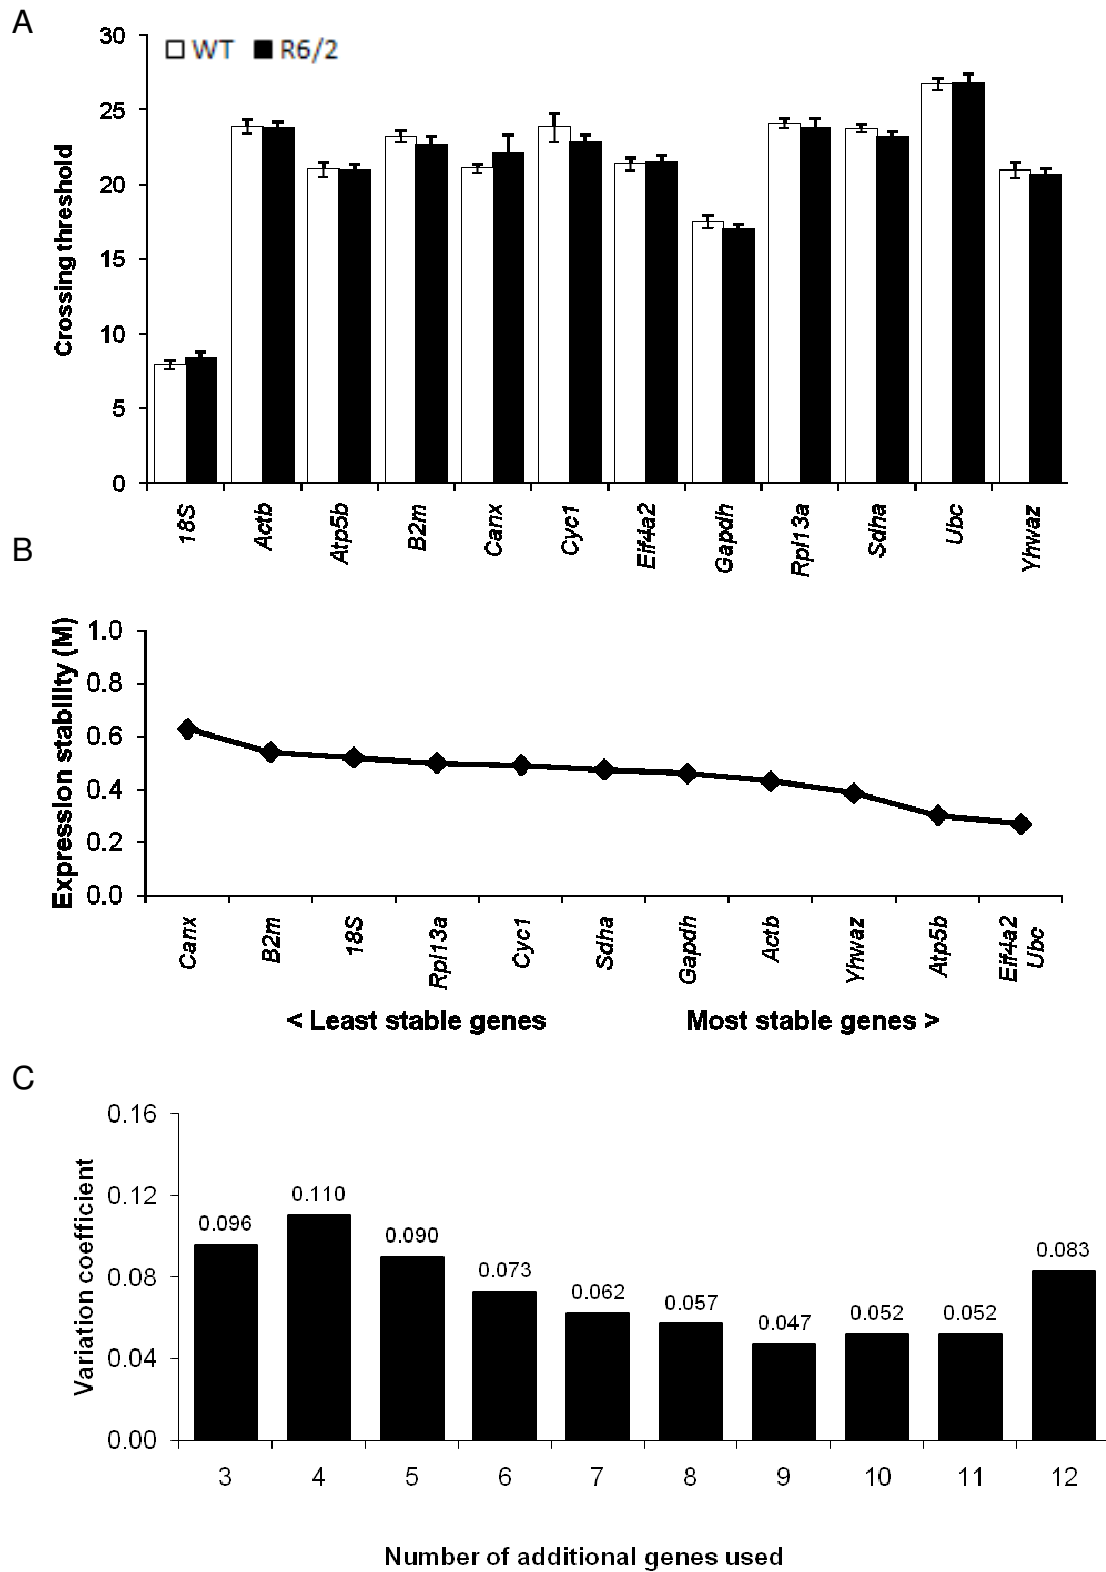 A
WT R6/2
30
25
20
15
10
5
0
Crossing threshold
18S Actb Atp5b B2m Canx Cyc1 Eif4a2 Gapdh Rpl13a Sdha Ubc Yhwaz
B
1.0
0.8
0.6
0.4
0.2
0.0
Expression stability (M)
Canx B2m 18S Rpl13a Cyc1 Sdha Gapdh Actb Yhwaz Atp5b Eif4a2
Ubc
< Least stable genes Most stable genes >
C
0.16
0.12
0.08
0.04
0.00
Variation coefficient
0.096 0.110 0.090 0.073 0.062 0.057 0.047 0.052 0.052 0.083
3 4 5 6 7 8 9 10 11 12
Number of additional genes used